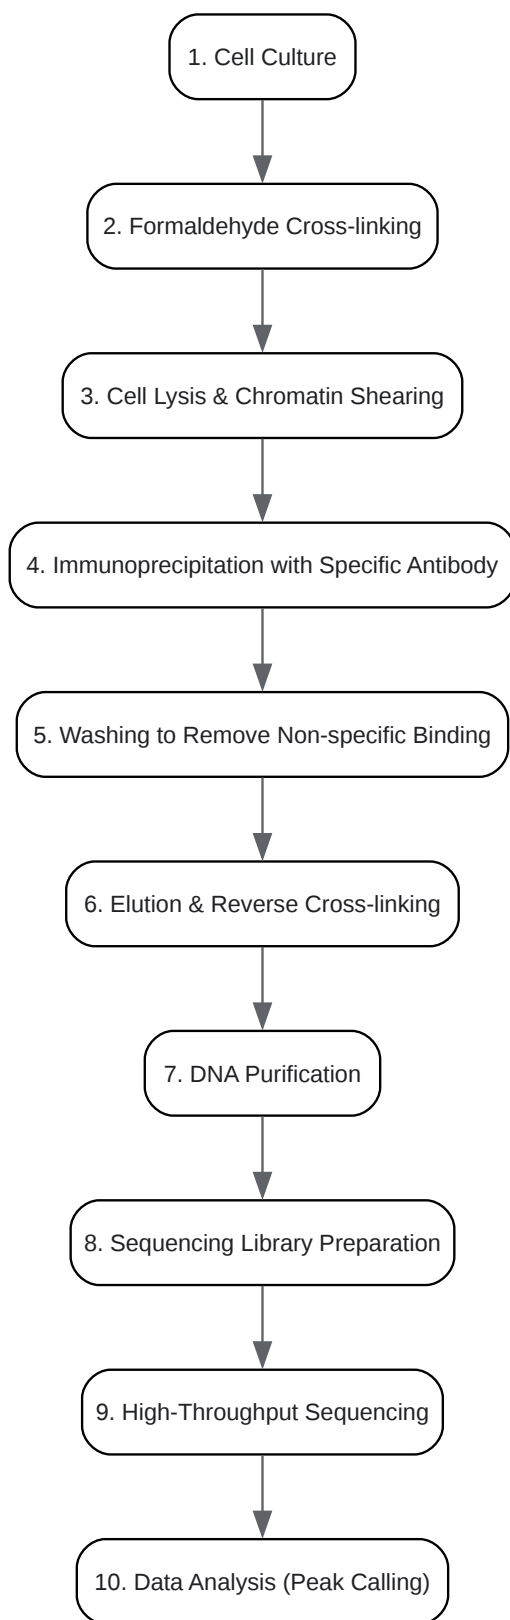 1. Cell Culture
2. Formaldehyde Cross-linking
3. Cell Lysis & Chromatin Shearing
4. Immunoprecipitation with Specific Antibody
5. Washing to Remove Non-specific Binding
6. Elution & Reverse Cross-linking
7. DNA Purification
8. Sequencing Library Preparation
9. High-Throughput Sequencing
10. Data Analysis (Peak Calling)